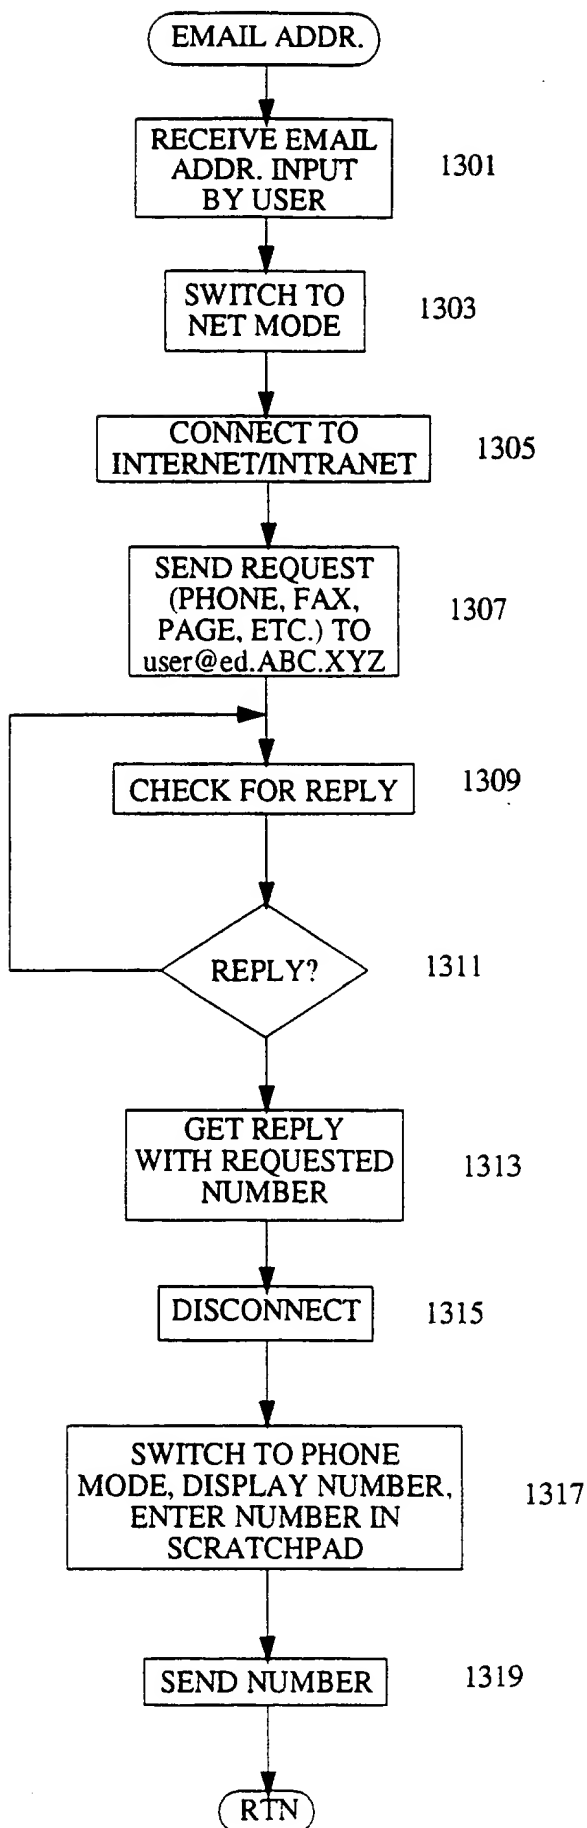 EMAIL ADDR.
RECEIVE EMAIL
ADDR. INPUT
BY USER
1301
SWITCH TO
NET MODE
1303
CONNECT TO
INTERNET/INTRANET
1305
SEND REQUEST
(PHONE, FAX,
PAGE, ETC.) TO
user@ed.ABC.XYZ
1307
CHECK FOR REPLY
1309
REPLY?
1311
GET REPLY
WITH REQUESTED
NUMBER
1313
DISCONNECT
1315
SWITCH TO PHONE
MODE, DISPLAY NUMBER,
ENTER NUMBER IN
SCRATCHPAD
1317
SEND NUMBER
1319
RTN